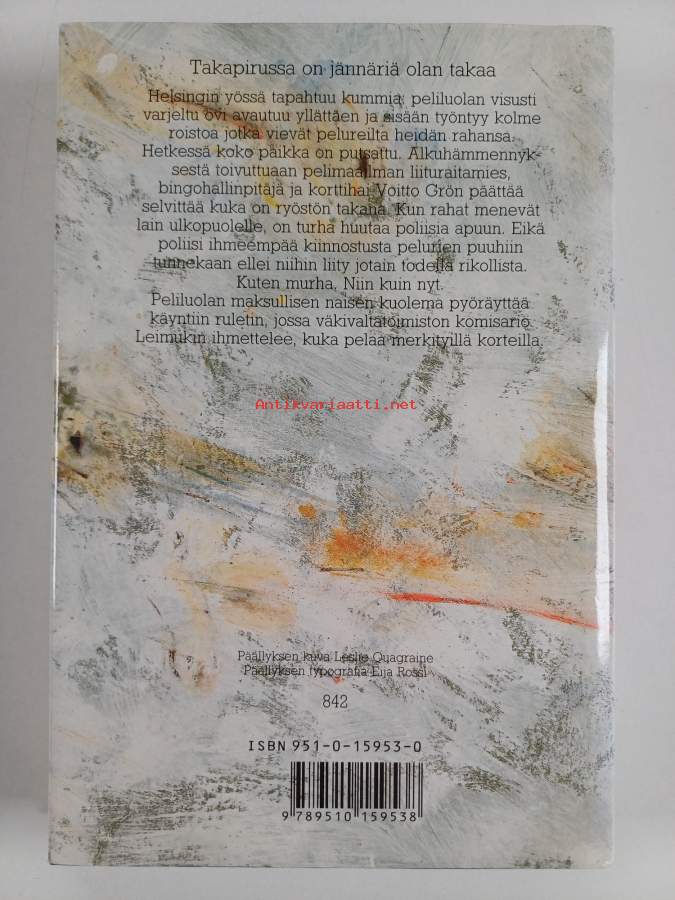 Takapirussa on jännäriä olan takaa
Helsingin yössä tapahtuu kummia: peliluolan visusti
varjeltu ovi avautuu yllättäen ja sisään työntyy kolme
roistoa jotka vievät pelureilta heidän rahansa.
Hetkessä koko paikka on putsattu. Alkuhämmennyk-
sestä toivuttuaan pelimaailman liituraitamies,
bingohallinpitäjä ja korttihai Voitto Grön päättää
selvittää kuka on ryöstön takana. Kun rahat menevät
lain ulkopuolelle, on turha huutaa poliisia apuun. Eikä
poliisi ihmeempää kiinnostusta pelurien puuhiin
tunnekaan ellei niihin liity jotain todella rikollista.
Kuten murha, Niin kuin nyt.
Peliluolan maksullisen naisen kuolema pyöräyttää
käyntiin ruletin, jossa väkivaltatoimiston komisario
Leimukin ihmettelee, kuka pelaa merkityillä korteilla.
Antikvariaatti.net
Päällyksen kuva Leslie Quagraine
Päällyksen typografia Eija Rossi
842
ISBN 951-0-15953-0
9 789510 159538